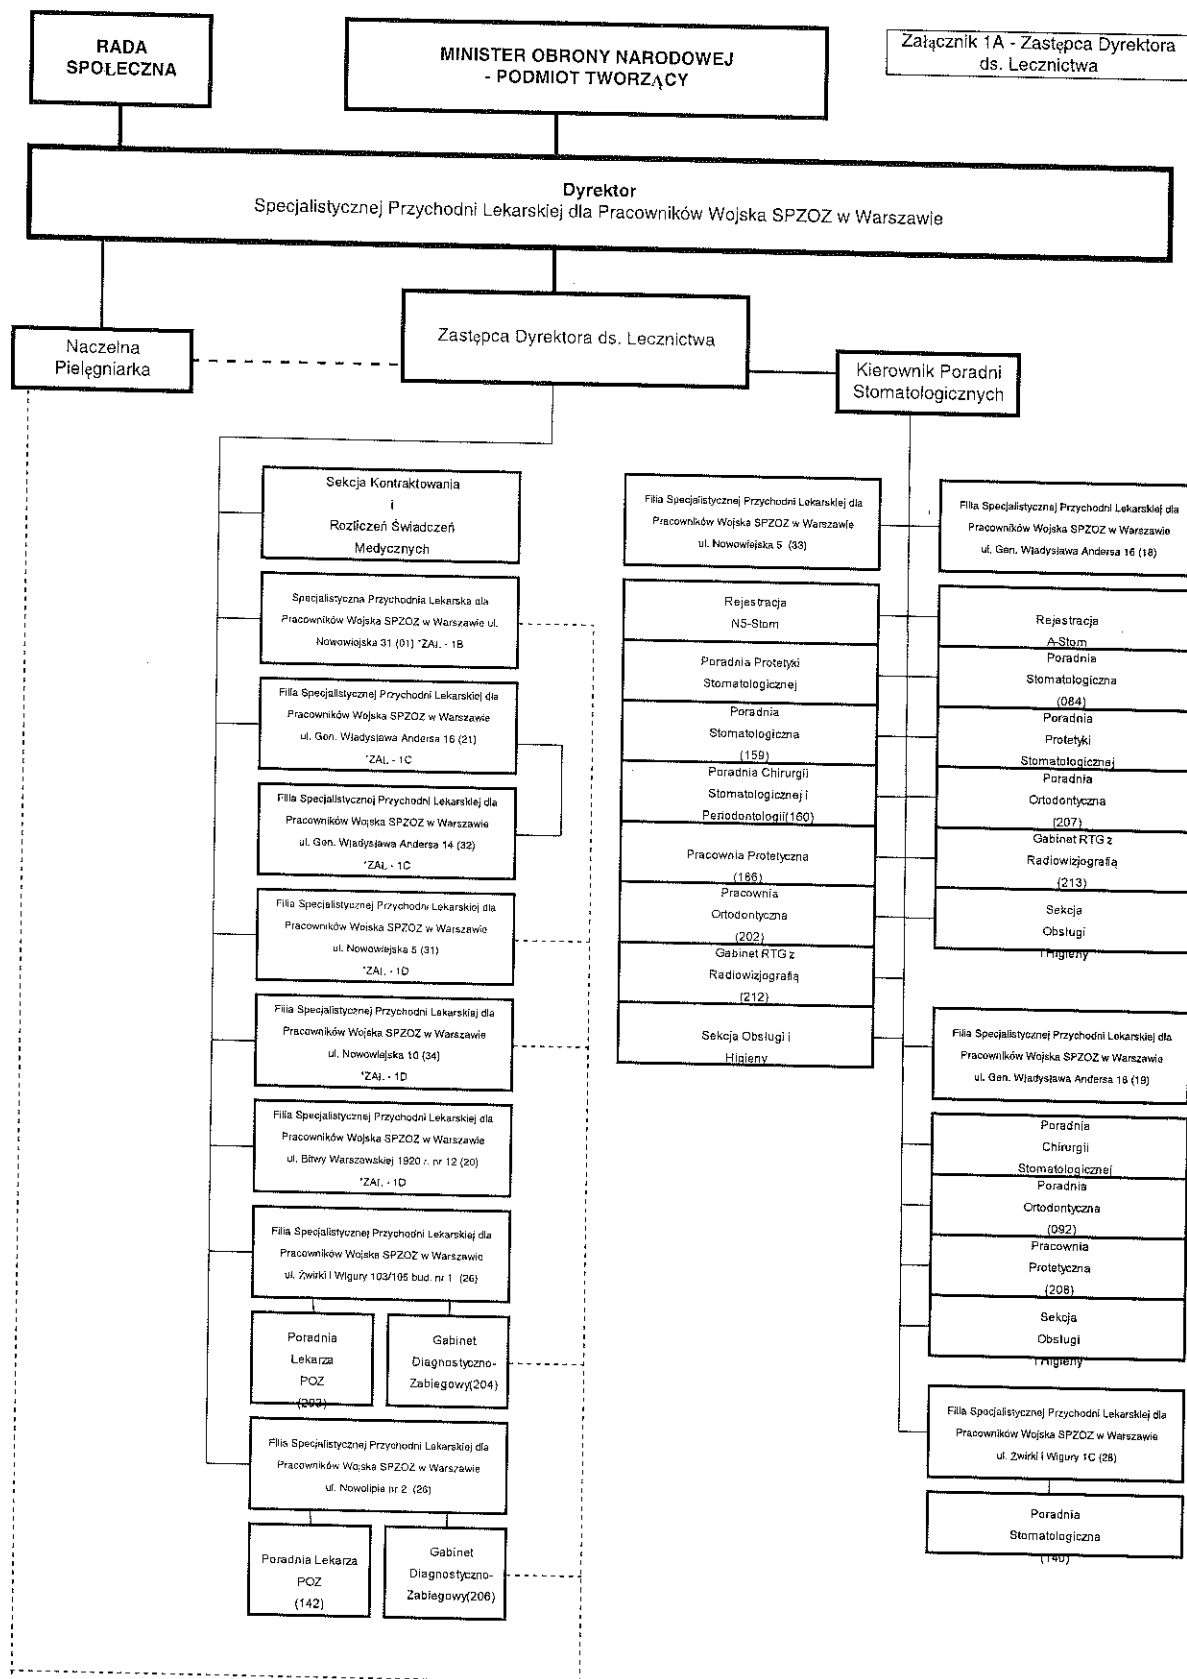 RADA
SPOŁECZNA
MINISTER OBRONY NARODOWEJ
- PODMIOT TWORZĄCY
Załącznik 1A - Zastępca Dyrektora
ds. Lecznictwa
Dyrektor
Specjalistycznej Przychodni Lekarskiej dla Pracowników Wojska SPZOZ w Warszawie
Naczelna
Pielęgniarka
Zastępca Dyrektora ds. Lecznictwa
Kierownik Poradni
Stomatologicznych
Sekcja Kontraktowania
i
Rozliczeń Świadczeń
Medycznych
Specjalistyczna Przychodnia Lekarska dla
Pracowników Wojska SPZOZ w Warszawie ul.
Nowowiejska 31 (01) *ZAŁ. - 1B
Filia Specjalistycznej Przychodni Lekarskiej dla
Pracowników Wojska SPZOZ w Warszawie
ul. Gen. Władysława Andersa 16 (21)
*ZAŁ. - 1C
Filia Specjalistycznej Przychodni Lekarskiej dla
Pracowników Wojska SPZOZ w Warszawie
ul. Gen. Władysława Andersa 14 (32)
*ZAŁ. - 1C
Filia Specjalistycznej Przychodni Lekarskiej dla
Pracowników Wojska SPZOZ w Warszawie
ul. Nowowiejska 5 (31)
*ZAŁ. - 1D
Filia Specjalistycznej Przychodni Lekarskiej dla
Pracowników Wojska SPZOZ w Warszawie
ul. Nowowiejska 10 (34)
*ZAŁ. - 1D
Filia Specjalistycznej Przychodni Lekarskiej dla
Pracowników Wojska SPZOZ w Warszawie
ul. Bitwy Warszawskiej 1920 r. nr 12 (20)
*ZAŁ. - 1D
Filia Specjalistycznej Przychodni Lekarskiej dla
Pracowników Wojska SPZOZ w Warszawie
ul. Żwirki i Wigury 103/105 bud. nr 1 (26)
Poradnia
Lekarza
POZ
(203)
Gabinet
Diagnostyczno-
Zabiegowy(204)
Filia Specjalistycznej Przychodni Lekarskiej dla
Pracowników Wojska SPZOZ w Warszawie
ul. Nowolipie nr 2 (26)
Poradnia Lekarza
POZ
(142)
Gabinet
Diagnostyczno-
Zabiegowy(206)
Filia Specjalistycznej Przychodni Lekarskiej dla
Pracowników Wojska SPZOZ w Warszawie
ul. Nowowiejska 5 (33)
Rejestracja
N5-Stom
Poradnia Protetyki
Stomatologicznej
Poradnia
Stomatologiczna
(159)
Poradnia Chirurgii
Stomatologicznej i
Periodontologii(160)
Pracownia Protetyczna
(186)
Pracownia
Ortodontyczna
(202)
Gabinet RTG z
Radiowizjografią
(212)
Sekcja Obsługi i
Higieny
Filia Specjalistycznej Przychodni Lekarskiej dla
Pracowników Wojska SPZOZ w Warszawie
ul. Gen. Władysława Andersa 16 (18)
Rejestracja
A-Stom
Poradnia
Stomatologiczna
(084)
Poradnia
Protetyki
Stomatologicznej
Poradnia
Ortodontyczna
(207)
Gabinet RTG z
Radiowizjografią
(213)
Sekcja
Obsługi
i Higieny
Filia Specjalistycznej Przychodni Lekarskiej dla
Pracowników Wojska SPZOZ w Warszawie
ul. Gen. Władysława Andersa 16 (19)
Poradnia
Chirurgii
Stomatologicznej
Poradnia
Ortodontyczna
(092)
Pracownia
Protetyczna
(208)
Sekcja
Obsługi
i Higieny
Filia Specjalistycznej Przychodni Lekarskiej dla
Pracowników Wojska SPZOZ w Warszawie
ul. Żwirki i Wigury 1C (28)
Poradnia
Stomatologiczna
(140)